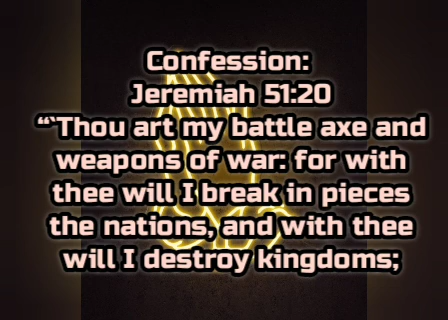 Confession:
Jeremiah 51:20
“‘Thou art my battle axe and
weapons of war: for with
thee will I break in pieces
the nations, and with thee
will I destroy kingdoms;